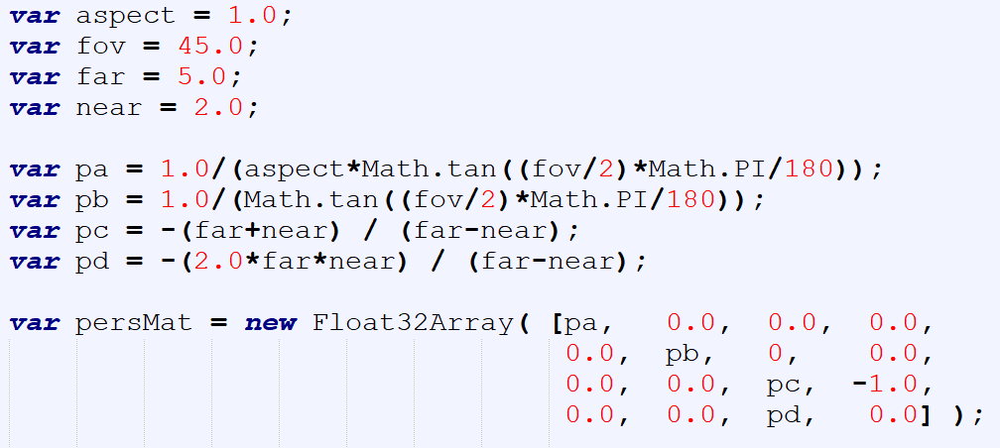 var aspect = 1.0;
var fov = 45.0;
var far = 5.0;
var near = 2.0;
var pa = 1.0/(aspect*Math.tan((fov/2)*Math.PI/180));
var pb = 1.0/(Math.tan((fov/2)*Math.PI/180));
var pc = -(far+near) / (far-near);
var pd = -(2.0*far*near) / (far-near);
var persMat = new Float32Array( [pa, 0.0, 0.0, 0.0,
0.0, pb, 0, 0.0,
0.0, 0.0, pc, -1.0,
0.0, 0.0, pd, 0.0] );